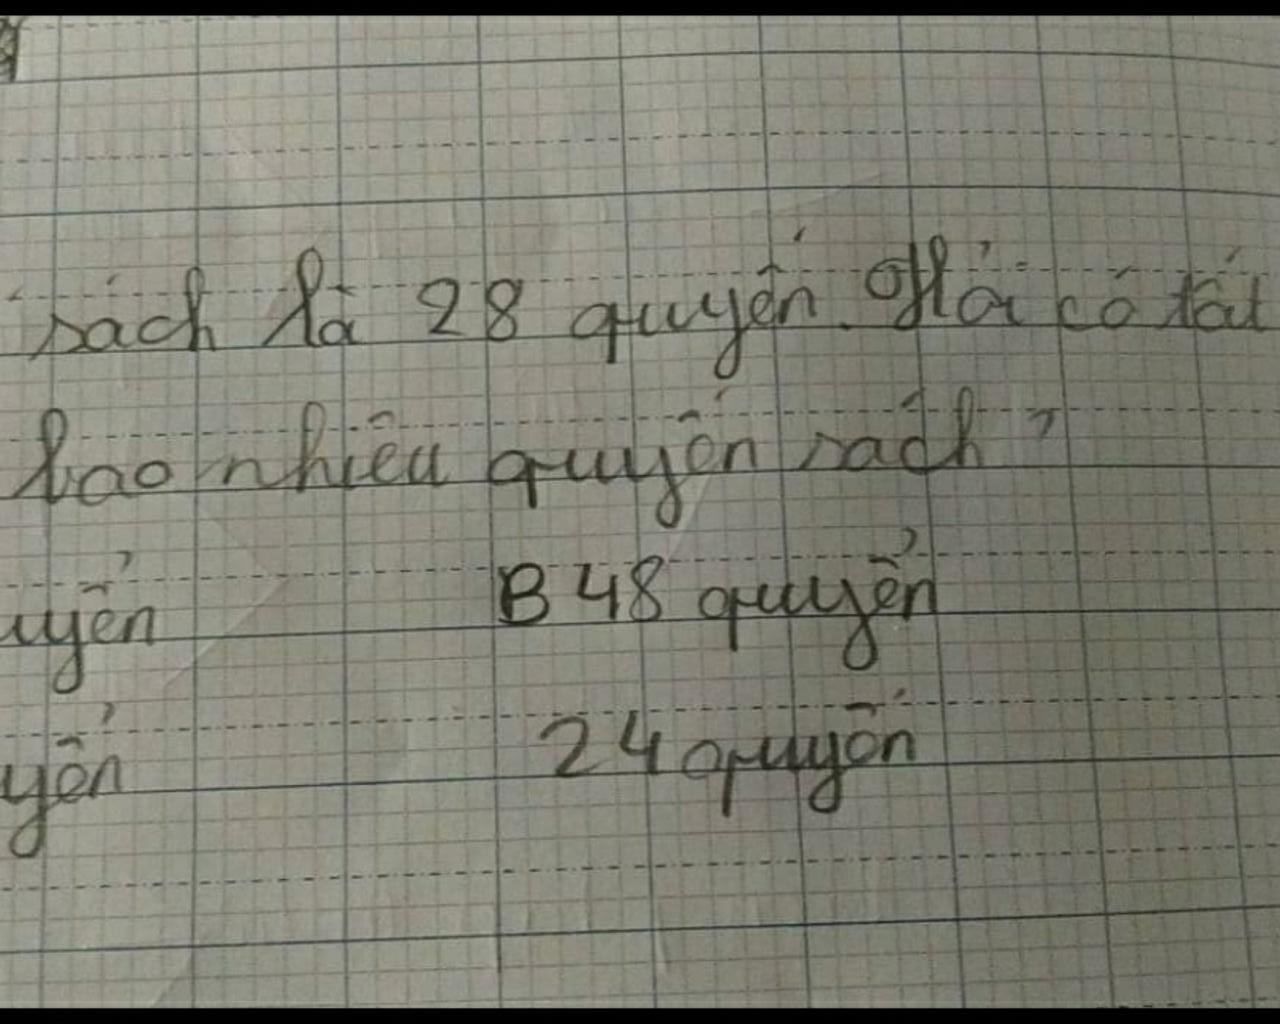 sách là 28 quyển. Hỏi có tất
bao nhiêu quyển sách?
uyển B 48 quyển
yển 24 quyển